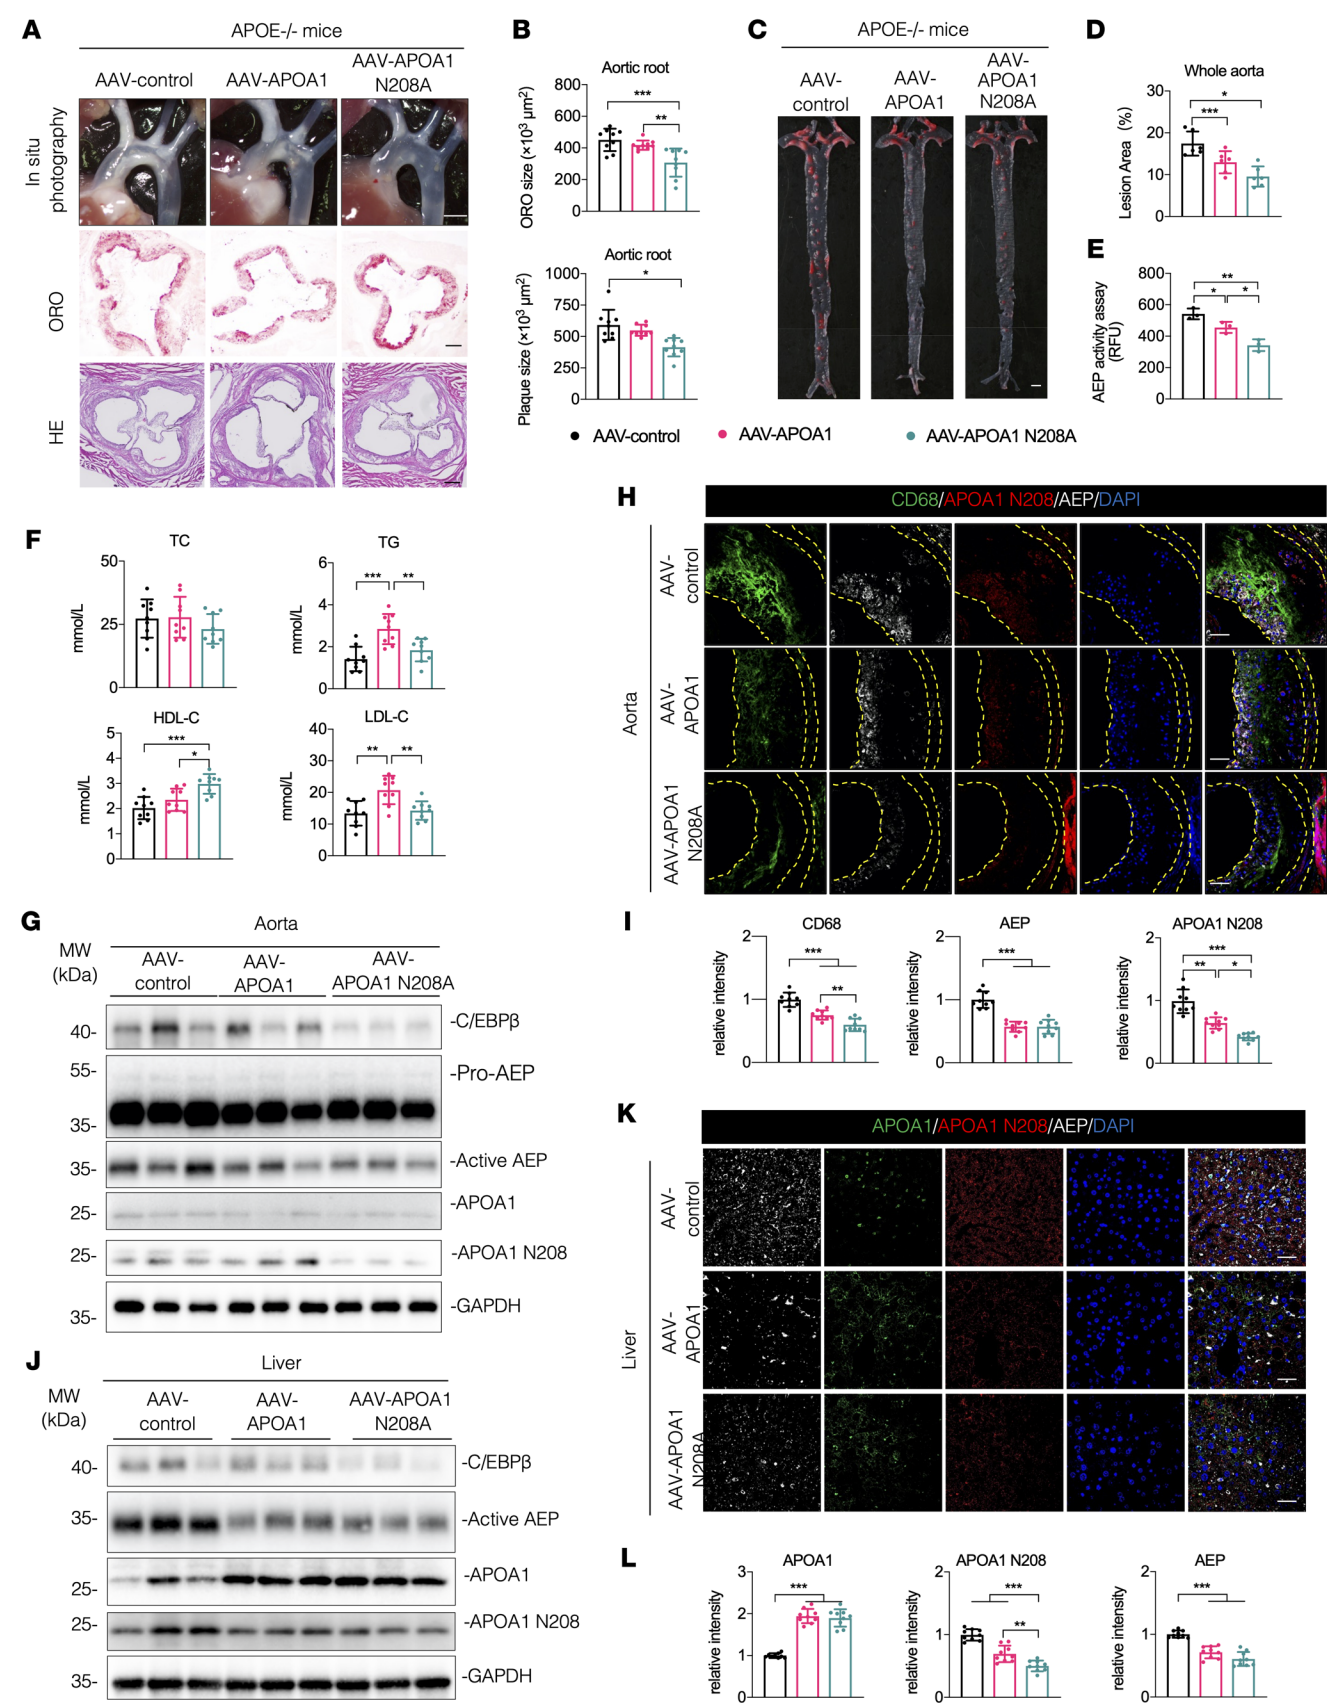 A
APOE-/- mice
AAV-control
AAV-APOA1
AAV-APOA1
N208A
In situ
photography
ORO
HE
B
Aortic root
ORO size (×10³ µm²)
800
600
400
200
0
***
**
Aortic root
Plaque size (×10³ µm²)
1000
750
500
250
0
*
C
APOE-/- mice
AAV-
control
AAV-
APOA1
AAV-
APOA1
N208A
D
Whole aorta
Lesion Area (%)
30
20
10
0
*
***
E
AEP activity assay
(RFU)
800
600
400
200
0
**
*
*
AAV-control
AAV-APOA1
AAV-APOA1 N208A
F
TC
mmol/L
50
25
0
TG
mmol/L
6
4
2
0
***
**
HDL-C
mmol/L
5
4
3
2
1
0
***
*
LDL-C
mmol/L
40
30
20
10
0
**
**
G
Aorta
MW
(kDa)
AAV-
control
AAV-
APOA1
AAV-
APOA1 N208A
40-
-C/EBPβ
55-
-Pro-AEP
35-
35-
-Active AEP
25-
-APOA1
25-
-APOA1 N208
35-
-GAPDH
H
CD68/APOA1 N208/AEP/DAPI
Aorta
AAV-
control
AAV-
APOA1
AAV-APOA1
N208A
I
CD68
relative intensity
2
1
0
***
**
AEP
relative intensity
2
1
0
***
APOA1 N208
relative intensity
2
1
0
***
**
*
J
Liver
MW
(kDa)
AAV-
control
AAV-
APOA1
AAV-APOA1
N208A
40-
-C/EBPβ
35-
-Active AEP
25-
-APOA1
25-
-APOA1 N208
35-
-GAPDH
K
APOA1/APOA1 N208/AEP/DAPI
Liver
AAV-
control
AAV-
APOA1
AAV-APOA1
N208A
L
APOA1
relative intensity
3
2
1
0
***
APOA1 N208
relative intensity
2
1
0
***
**
AEP
relative intensity
2
1
0
***